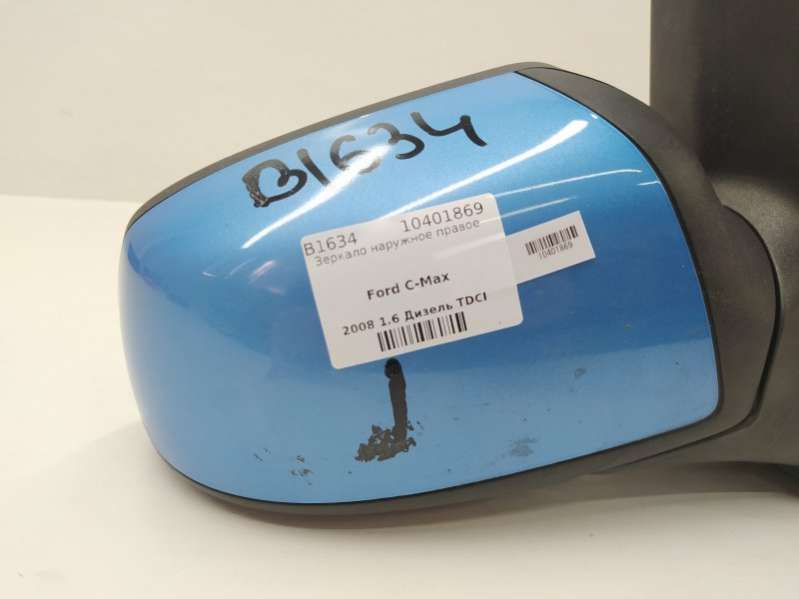 B1634
B1634 10401869
Зеркало наружное правое
Ford C-Max
2008 1.6 Дизель TDCI
10401869